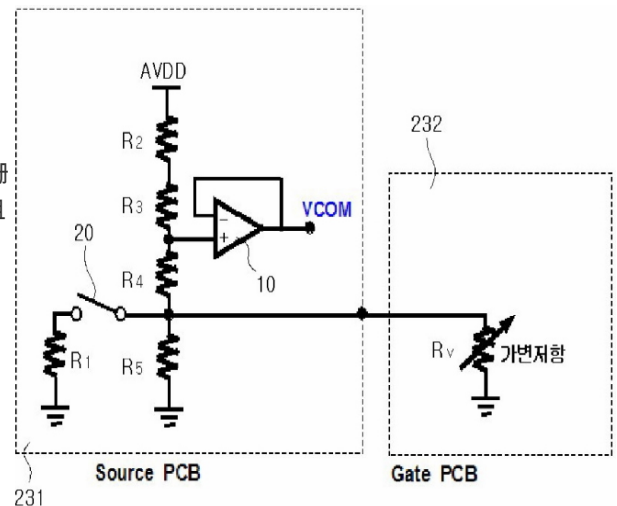 AVDD
R2
R3
VCOM
-
+
10
20
R4
R1
R5
232
Rv
가변저항
Source PCB
Gate PCB
231